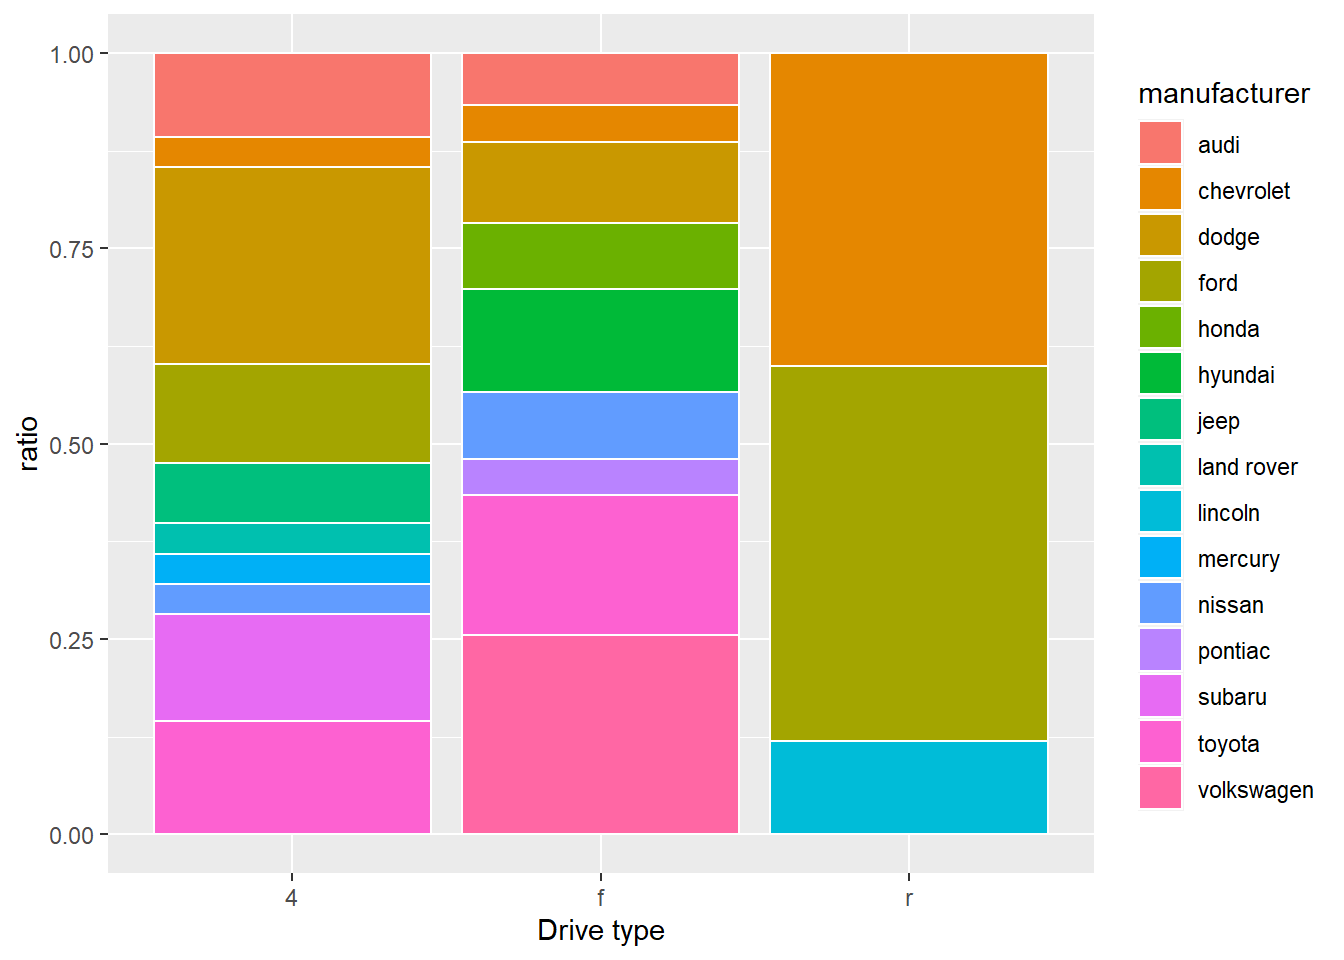 1.00
0.75
0.50
0.25
0.00
ratio
4
f
r
Drive type
manufacturer
audi
chevrolet
dodge
ford
honda
hyundai
jeep
land rover
lincoln
mercury
nissan
pontiac
subaru
toyota
volkswagen